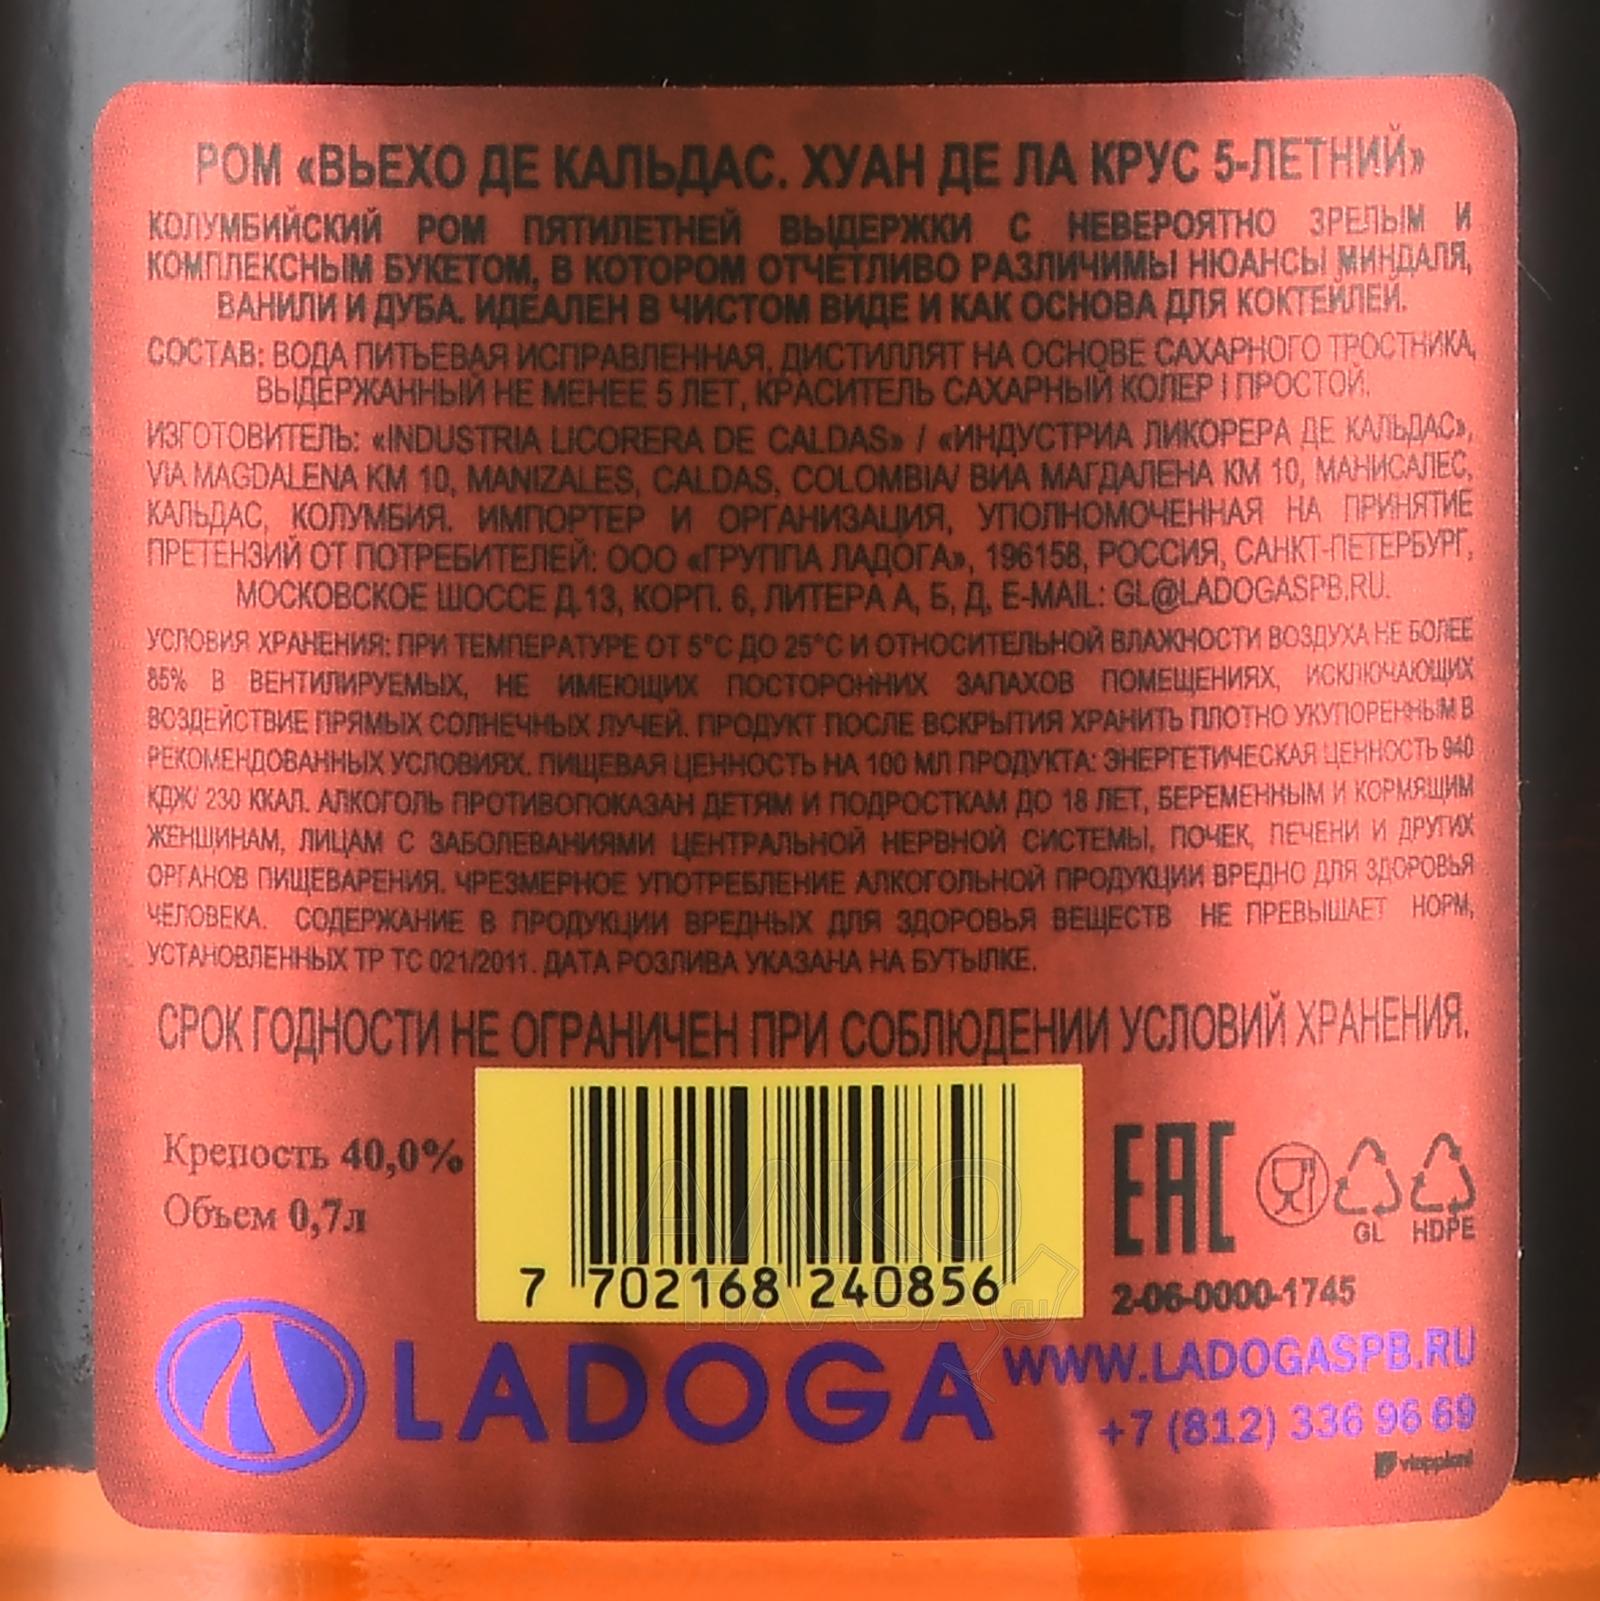 РОМ «ВЬЕХО ДЕ КАЛЬДАС. ХУАН ДЕ ЛА КРУС 5-ЛЕТНИЙ»
КОЛУМБИЙСКИЙ РОМ ПЯТИЛЕТНЕЙ ВЫДЕРЖКИ С НЕВЕРОЯТНО ЗРЕЛЫМ И
КОМПЛЕКСНЫМ БУКЕТОМ, В КОТОРОМ ОТЧЕТЛИВО РАЗЛИЧИМЫ НЮАНСЫ МИНДАЛЯ,
ВАНИЛИ И ДУБА. ИДЕАЛЕН В ЧИСТОМ ВИДЕ И КАК ОСНОВА ДЛЯ КОКТЕЙЛЕЙ.
СОСТАВ: ВОДА ПИТЬЕВАЯ ИСПРАВЛЕННАЯ, ДИСТИЛЛЯТ НА ОСНОВЕ САХАРНОГО ТРОСТНИКА,
ВЫДЕРЖАННЫЙ НЕ МЕНЕЕ 5 ЛЕТ, КРАСИТЕЛЬ САХАРНЫЙ КОЛЕР I ПРОСТОЙ.
ИЗГОТОВИТЕЛЬ: «INDUSTRIA LICORERA DE CALDAS» / «ИНДУСТРИА ЛИКОРЕРА ДЕ КАЛЬДАС»,
VIA MAGDALENA KM 10, MANIZALES, CALDAS, COLOMBIA/ ВИА МАГДАЛЕНА КМ 10, МАНИСАЛЕС,
КАЛЬДАС, КОЛУМБИЯ. ИМПОРТЕР И ОРГАНИЗАЦИЯ, УПОЛНОМОЧЕННАЯ НА ПРИНЯТИЕ
ПРЕТЕНЗИЙ ОТ ПОТРЕБИТЕЛЕЙ: ООО «ГРУППА ЛАДОГА», 196158, РОССИЯ, САНКТ-ПЕТЕРБУРГ,
МОСКОВСКОЕ ШОССЕ Д.13, КОРП. 6, ЛИТЕРА А, Б, Д, E-MAIL: GL@LADOGASPB.RU.
УСЛОВИЯ ХРАНЕНИЯ: ПРИ ТЕМПЕРАТУРЕ ОТ 5°С ДО 25°С И ОТНОСИТЕЛЬНОЙ ВЛАЖНОСТИ ВОЗДУХА НЕ БОЛЕЕ
85% В ВЕНТИЛИРУЕМЫХ, НЕ ИМЕЮЩИХ ПОСТОРОННИХ ЗАПАХОВ ПОМЕЩЕНИЯХ, ИСКЛЮЧАЮЩИХ
ВОЗДЕЙСТВИЕ ПРЯМЫХ СОЛНЕЧНЫХ ЛУЧЕЙ. ПРОДУКТ ПОСЛЕ ВСКРЫТИЯ ХРАНИТЬ ПЛОТНО УКУПОРЕННЫМ В
РЕКОМЕНДОВАННЫХ УСЛОВИЯХ. ПИЩЕВАЯ ЦЕННОСТЬ НА 100 МЛ ПРОДУКТА: ЭНЕРГЕТИЧЕСКАЯ ЦЕННОСТЬ 940
КДЖ/ 230 ККАЛ. АЛКОГОЛЬ ПРОТИВОПОКАЗАН ДЕТЯМ И ПОДРОСТКАМ ДО 18 ЛЕТ, БЕРЕМЕННЫМ И КОРМЯЩИМ
ЖЕНЩИНАМ, ЛИЦАМ С ЗАБОЛЕВАНИЯМИ ЦЕНТРАЛЬНОЙ НЕРВНОЙ СИСТЕМЫ, ПОЧЕК, ПЕЧЕНИ И ДРУГИХ
ОРГАНОВ ПИЩЕВАРЕНИЯ. ЧРЕЗМЕРНОЕ УПОТРЕБЛЕНИЕ АЛКОГОЛЬНОЙ ПРОДУКЦИИ ВРЕДНО ДЛЯ ЗДОРОВЬЯ
ЧЕЛОВЕКА. СОДЕРЖАНИЕ В ПРОДУКЦИИ ВРЕДНЫХ ДЛЯ ЗДОРОВЬЯ ВЕЩЕСТВ НЕ ПРЕВЫШАЕТ НОРМ,
УСТАНОВЛЕННЫХ ТР ТС 021/2011. ДАТА РОЗЛИВА УКАЗАНА НА БУТЫЛКЕ.
СРОК ГОДНОСТИ НЕ ОГРАНИЧЕН ПРИ СОБЛЮДЕНИИ УСЛОВИЙ ХРАНЕНИЯ.
Крепость 40,0%
Объем 0,7л
7 702168 240856
EAC
GL HDPE
2-06-0000-1745
АЛКО
ПЛАЗА.ru
LADOGA
WWW.LADOGASPB.RU
+7 (812) 336 96 69